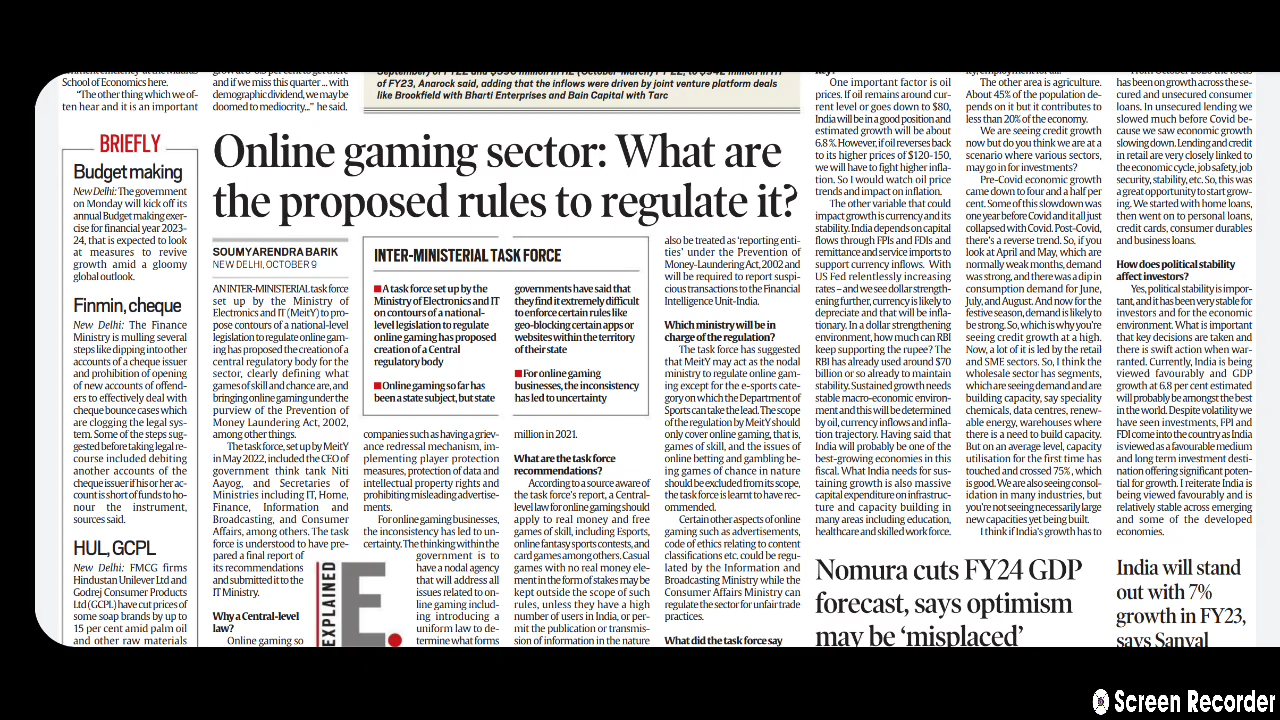 School of Economics here.
"The other thing which we of-
ten hear and it is an important
and if we miss this quarter ... with
demographic dividend, we may be
doomed to mediocrity..." he said.
of FY23, Anarock said, adding that the inflows were driven by joint venture platform deals
like Brookfield with Bharti Enterprises and Bain Capital with Tarc
BRIEFLY
Budget making
New Delhi: The government
on Monday will kick off its
annual Budget making exer-
cise for financial year 2023-
24, that is expected to look
at measures to revive
growth amid a gloomy
global outlook.
Finmin, cheque
New Delhi: The Finance
Ministry is mulling several
steps like dipping into other
accounts of a cheque issuer
and prohibition of opening
of new accounts of offend-
ers to effectively deal with
cheque bounce cases which
are clogging the legal sys-
tem. Some of the steps sug-
gested before taking legal re-
course included debiting
another accounts of the
cheque issuer if his or her ac-
count is short of funds to ho-
nour the instrument,
sources said.
HUL, GCPL
New Delhi: FMCG firms
Hindustan Unilever Ltd and
Godrej Consumer Products
Ltd (GCPL) have cut prices of
some soap brands by up to
15 per cent amid palm oil
and other raw materials
Online gaming sector: What are
the proposed rules to regulate it?
SOUMYARENDRA BARIK
NEW DELHI, OCTOBER 9
AN INTER-MINISTERIAL task force
set up by the Ministry of
Electronics and IT (MeitY) to pro-
pose contours of a national-level
legislation to regulate online gam-
ing has proposed the creation of a
central regulatory body for the
sector, clearly defining what
games of skill and chance are, and
bringing online gaming under the
purview of the Prevention of
Money Laundering Act, 2002,
among other things.
The task force, set up by MeitY
in May 2022, included the CEO of
government think tank Niti
Aayog, and Secretaries of
Ministries including IT, Home,
Finance, Information and
Broadcasting, and Consumer
Affairs, among others. The task
force is understood to have pre-
pared a final report of
its recommendations
and submitted it to the
IT Ministry.
Why a Central-level
law?
Online gaming so
INTER-MINISTERIAL TASK FORCE
A task force set up by the
Ministry of Electronics and IT
on contours of a national-
level legislation to regulate
online gaming has proposed
creation of a Central
regulatory body
Online gaming so far has
been a state subject, but state
governments have said that
they find it extremely difficult
to enforce certain rules like
geo-blocking certain apps or
websites within the territory
of their state
For online gaming
businesses, the inconsistency
has led to uncertainty
companies such as having a griev-
ance redressal mechanism, im-
plementing player protection
measures, protection of data and
intellectual property rights and
prohibiting misleading advertise-
ments.
For online gaming businesses,
the inconsistency has led to un-
certainty. The thinking within the
government is to
have a nodal agency
that will address all
issues related to on-
line gaming includ-
ing introducing a
uniform law to de-
termine what forms
EXPLAINED
E.
million in 2021.
What are the task force
recommendations?
According to a source aware of
the task force's report, a Central-
level law for online gaming should
apply to real money and free
games of skill, including Esports,
online fantasy sports contests, and
card games among others. Casual
games with no real money ele-
ment in the form of stakes may be
kept outside the scope of such
rules, unless they have a high
number of users in India, or per-
mit the publication or transmis-
sion of information in the nature
also be treated as 'reporting enti-
ties' under the Prevention of
Money-Laundering Act, 2002 and
will be required to report suspi-
cious transactions to the Financial
Intelligence Unit-India.
Which ministry will be in
charge of the regulation?
The task force has suggested
that MeitY may act as the nodal
ministry to regulate online gam-
ing except for the e-sports cate-
gory on which the Department of
Sports can take the lead. The scope
of the regulation by MeitY should
only cover online gaming, that is,
games of skill, and the issues of
online betting and gambling be-
ing games of chance in nature
should be excluded from its scope,
the task force is learnt to have rec-
ommended.
Certain other aspects of online
gaming such as advertisements,
code of ethics relating to content
classifications etc. could be regu-
lated by the Information and
Broadcasting Ministry while the
Consumer Affairs Ministry can
regulate the sector for unfair trade
practices.
What did the task force say
One important factor is oil
prices. If oil remains around cur-
rent level or goes down to $80,
India will be in a good position and
estimated growth will be about
6.8 %. However, if oil reverses back
to its higher prices of $120-150,
we will have to fight higher infla-
tion. So I would watch oil price
trends and impact on inflation.
The other variable that could
impact growth is currency and its
stability. India depends on capital
flows through FPIs and FDIs and
remittance and service imports to
support currency inflows. With
US Fed relentlessly increasing
rates – and we see dollar strength-
ening further, currency is likely to
depreciate and that will be infla-
tionary. In a dollar strengthening
environment, how much can RBI
keep supporting the rupee? The
RBI has already used around $70
billion or so already to maintain
stability. Sustained growth needs
stable macro-economic environ-
ment and this will be determined
by oil, currency inflows and infla-
tion trajectory. Having said that
India will probably be one of the
best-growing economies in this
fiscal. What India needs for sus-
taining growth is also massive
capital expenditure on infrastruc-
ture and capacity building in
many areas including education,
healthcare and skilled work force.
The other area is agriculture.
About 45% of the population de-
pends on it but it contributes to
less than 20% of the economy.
We are seeing credit growth
now but do you think we are at a
scenario where various sectors,
may go in for investments?
Pre-Covid economic growth
came down to four and a half per
cent. Some of this slowdown was
one year before Covid and it all just
collapsed with Covid. Post-Covid,
there's a reverse trend. So, if you
look at April and May, which are
normally weak months, demand
was strong, and there was a dip in
consumption demand for June,
July, and August. And now for the
festive season, demand is likely to
be strong. So, which is why you're
seeing credit growth at a high.
Now, a lot of it is led by the retail
and SME sectors. So, I think the
wholesale sector has segments,
which are seeing demand and are
building capacity, say speciality
chemicals, data centres, renew-
able energy, warehouses where
there is a need to build capacity.
But on an average level, capacity
utilisation for the first time has
touched and crossed 75%, which
is good. We are also seeing consol-
idation in many industries, but
you're not seeing necessarily large
new capacities yet being built.
I think if India's growth has to
has been on growth across the se-
cured and unsecured consumer
loans. In unsecured lending we
slowed much before Covid be-
cause we saw economic growth
slowing down. Lending and credit
in retail are very closely linked to
the economic cycle, job safety, job
security, stability, etc. So, this was
a great opportunity to start grow-
ing. We started with home loans,
then went on to personal loans,
credit cards, consumer durables
and business loans.
How does political stability
affect investors?
Yes, political stability is impor-
tant, and it has been very stable for
investors and for the economic
environment. What is important
that key decisions are taken and
there is swift action when war-
ranted. Currently, India is being
viewed favourably and GDP
growth at 6.8 per cent estimated
will probably be amongst the best
in the world. Despite volatility we
have seen investments, FPI and
FDI come into the country as India
is viewed as a favourable medium
and long term investment desti-
nation offering significant poten-
tial for growth. I reiterate India is
being viewed favourably and is
relatively stable across emerging
and some of the developed
economies.
Nomura cuts FY24 GDP
forecast, says optimism
may be 'misplaced'
India will stand
out with 7%
growth in FY23,
says Sanyal
Screen Recorder